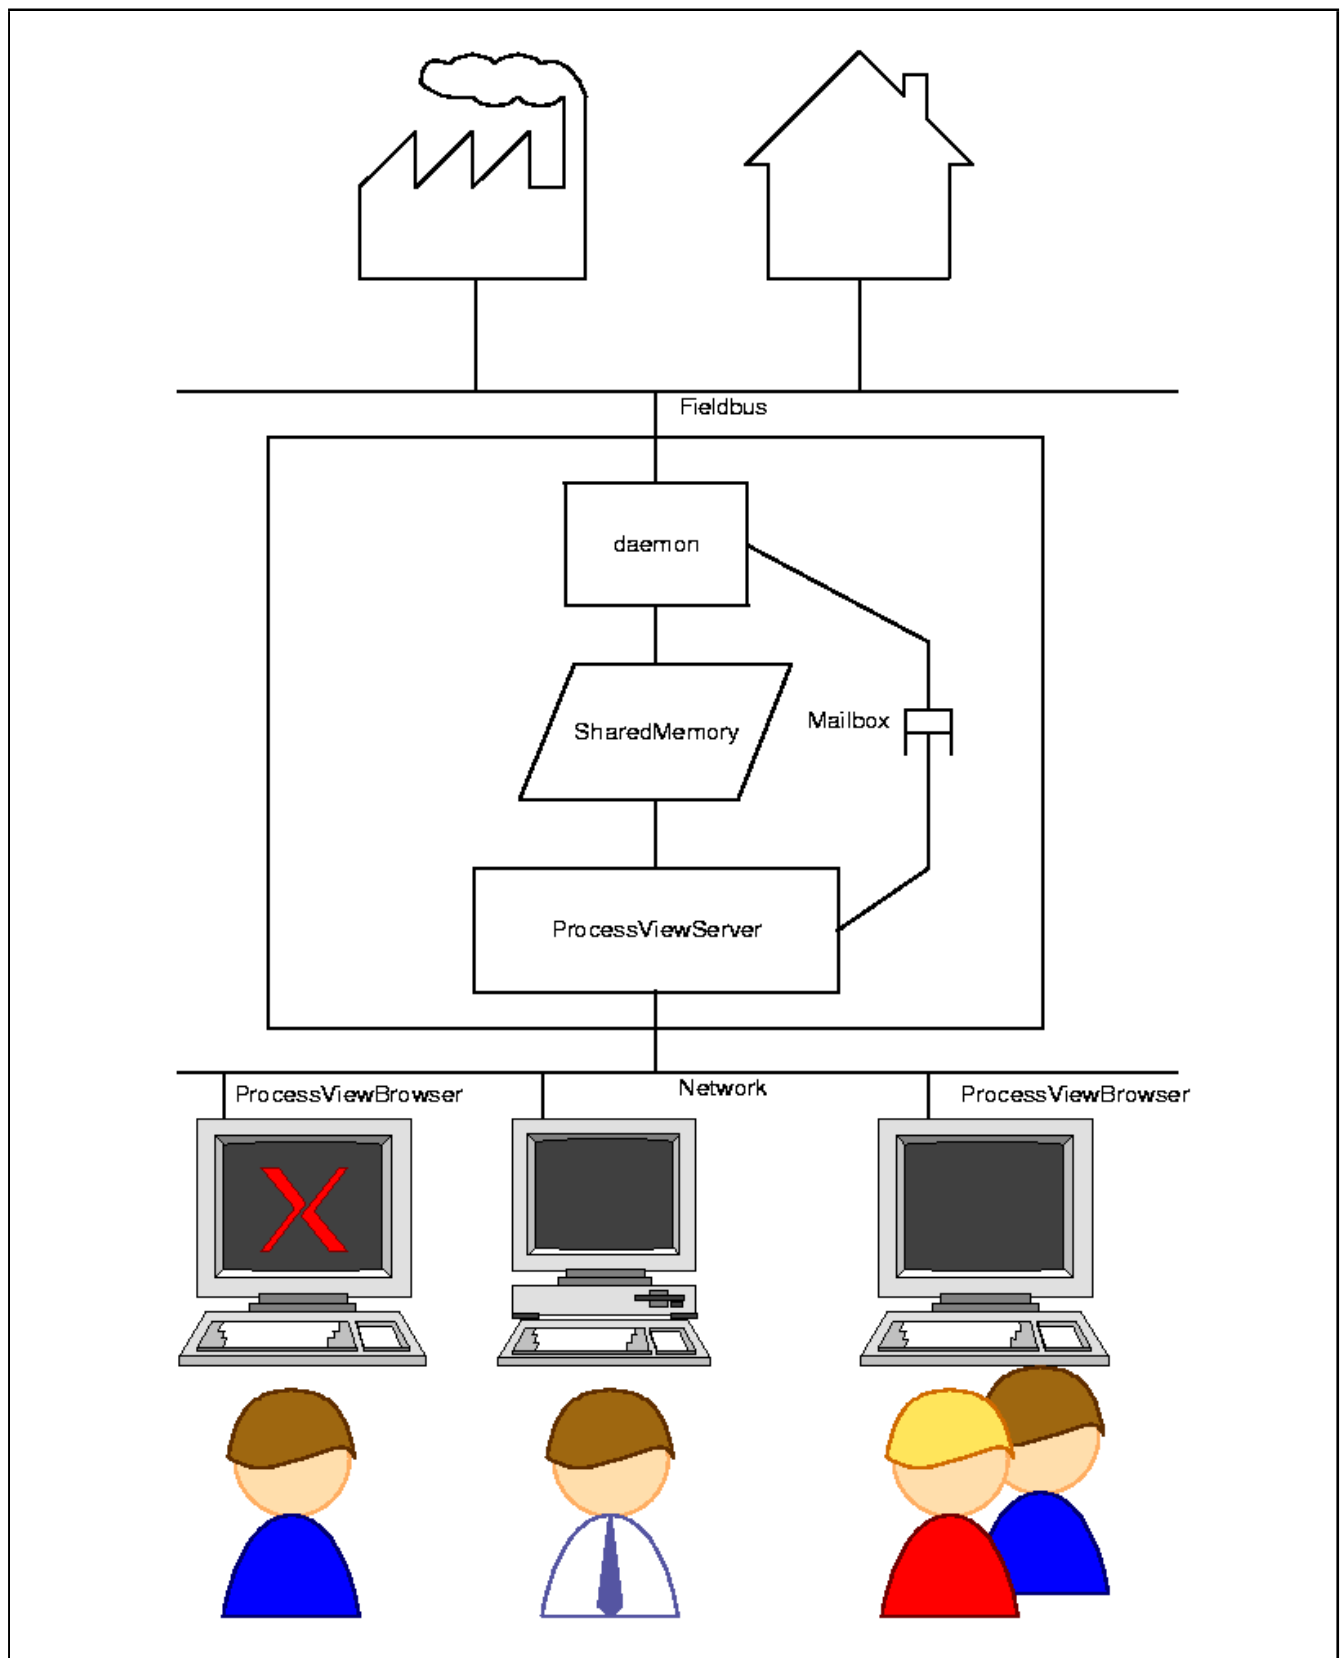 Fieldbus
daemon
Mailbox
SharedMemory
ProcessViewServer
ProcessViewBrowser
Network
ProcessViewBrowser